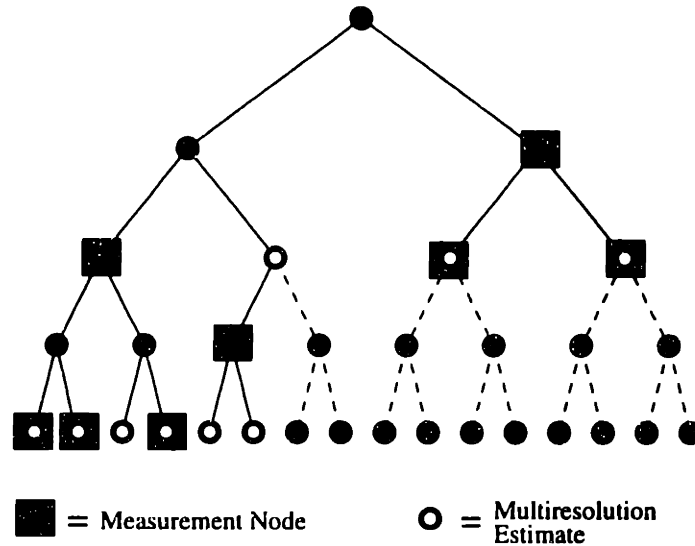 = Measurement Node
= Multiresolution
Estimate